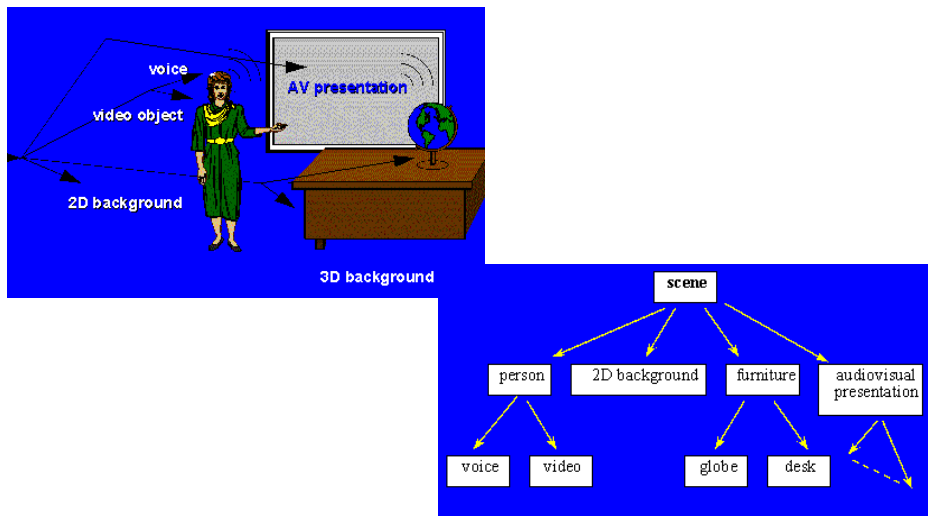 voice
AV presentation
video object
2D background
3D background
scene
person
2D background
furniture
audiovisual
presentation
voice
video
globe
desk